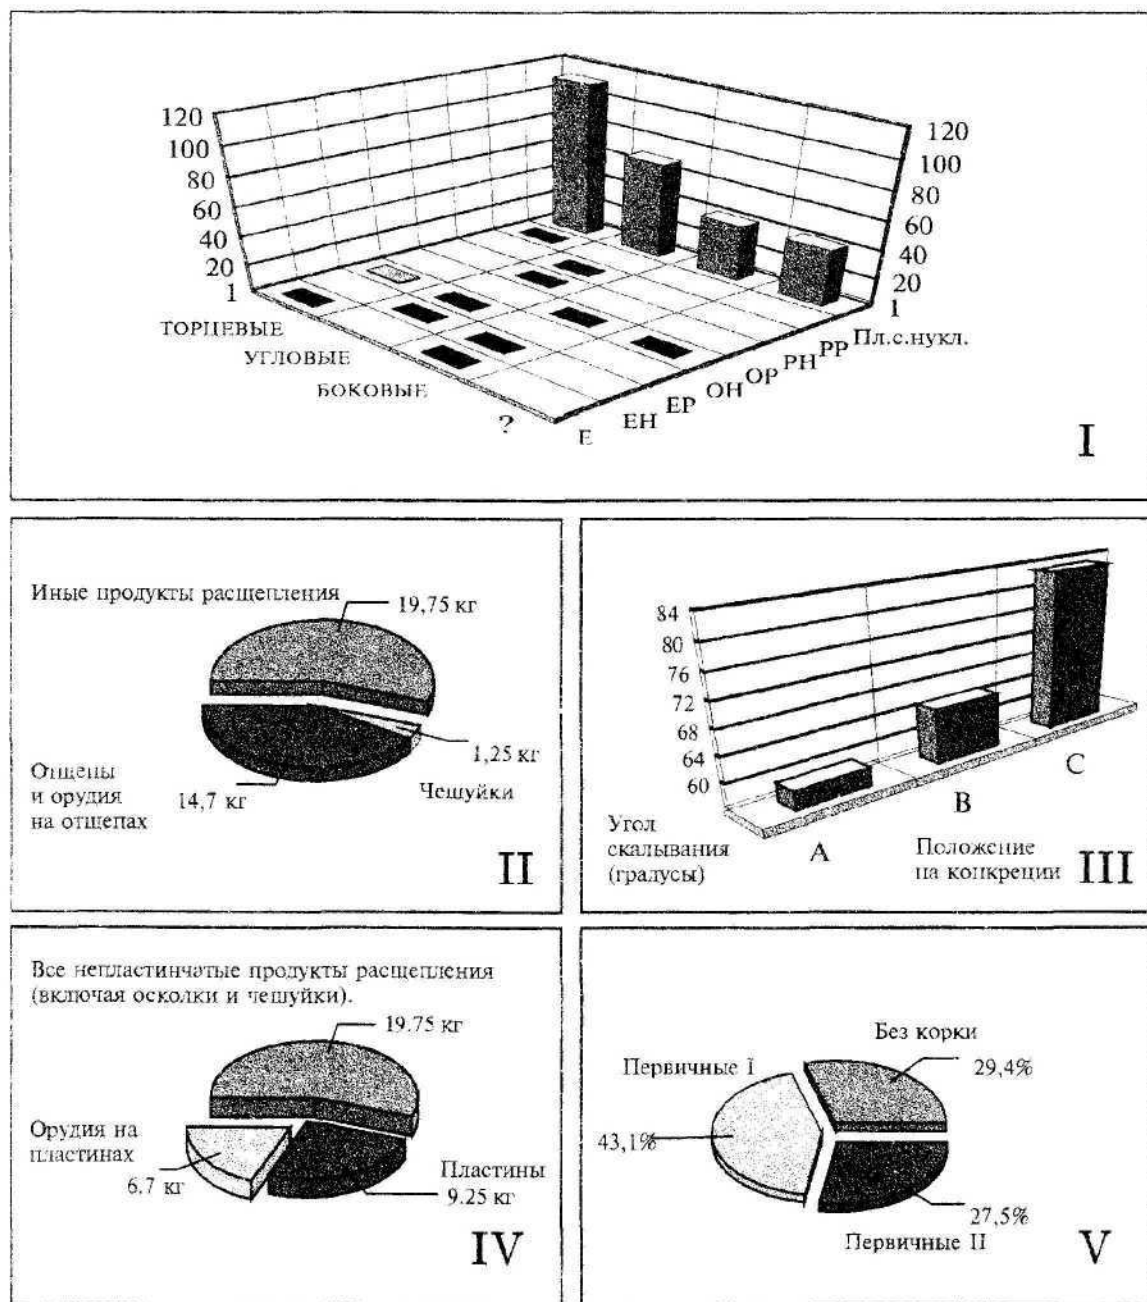 120
100
80
60
40
20
1
120
100
80
60
40
20
1
ТОРЦЕВЫЕ
УГЛОВЫЕ
БОКОВЫЕ
?
Е
ЕН
ЕР
ОН
ОР
РН
РР
Пл.с.нукл.
I
Иные продукты расщепления
19,75 кг
1,25 кг
Чешуйки
Отщепы
и орудия
на отщепах
14,7 кг
II
84
80
76
72
68
64
60
A
B
C
Угол
скалывания
(градусы)
Положение
на конкреции
III
Все непластинчатые продукты расщепления
(включая осколки и чешуйки).
19.75 кг
Орудия на
пластинах
6.7 кг
Пластины
9.25 кг
IV
Без корки
29,4%
Первичные I
43,1%
27,5%
Первичные II
V